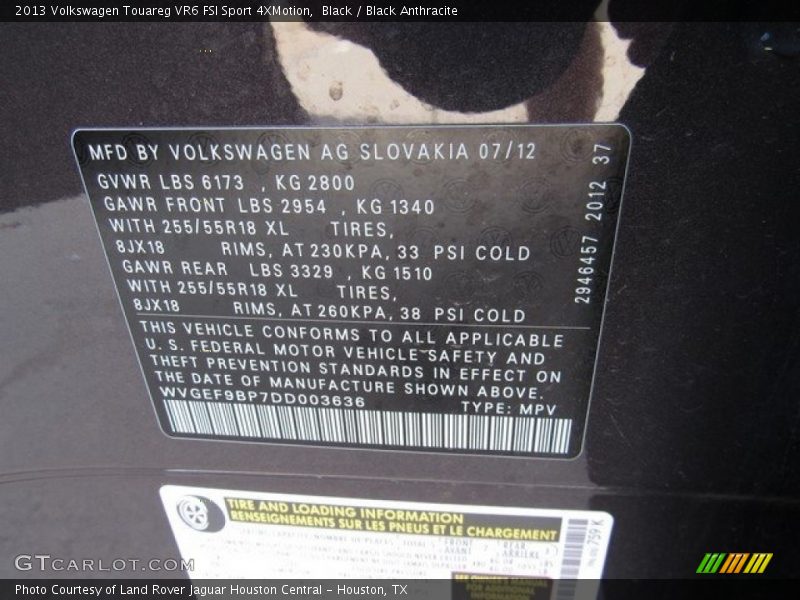 2013 Volkswagen Touareg VR6 FSI Sport 4XMotion, Black / Black Anthracite
MFD BY VOLKSWAGEN AG SLOVAKIA 07/12
GVWR LBS 6173 , KG 2800
GAWR FRONT LBS 2954 , KG 1340
WITH 255/55R18 XL TIRES,
8JX18 RIMS, AT 230KPA, 33 PSI COLD
GAWR REAR LBS 3329 , KG 1510
WITH 255/55R18 XL TIRES,
8JX18 RIMS, AT 260KPA, 38 PSI COLD
2946457 2012 37
THIS VEHICLE CONFORMS TO ALL APPLICABLE
U. S. FEDERAL MOTOR VEHICLE SAFETY AND
THEFT PREVENTION STANDARDS IN EFFECT ON
THE DATE OF MANUFACTURE SHOWN ABOVE.
WVGEF9BP7DD003636 TYPE: MPV
TIRE AND LOADING INFORMATION
RENSEIGNEMENTS SUR LES PNEUS ET LE CHARGEMENT
FRONT
AVANT
REAR
ARRIÈRE
759 K
GTCARLOT.COM
Photo Courtesy of Land Rover Jaguar Houston Central - Houston, TX